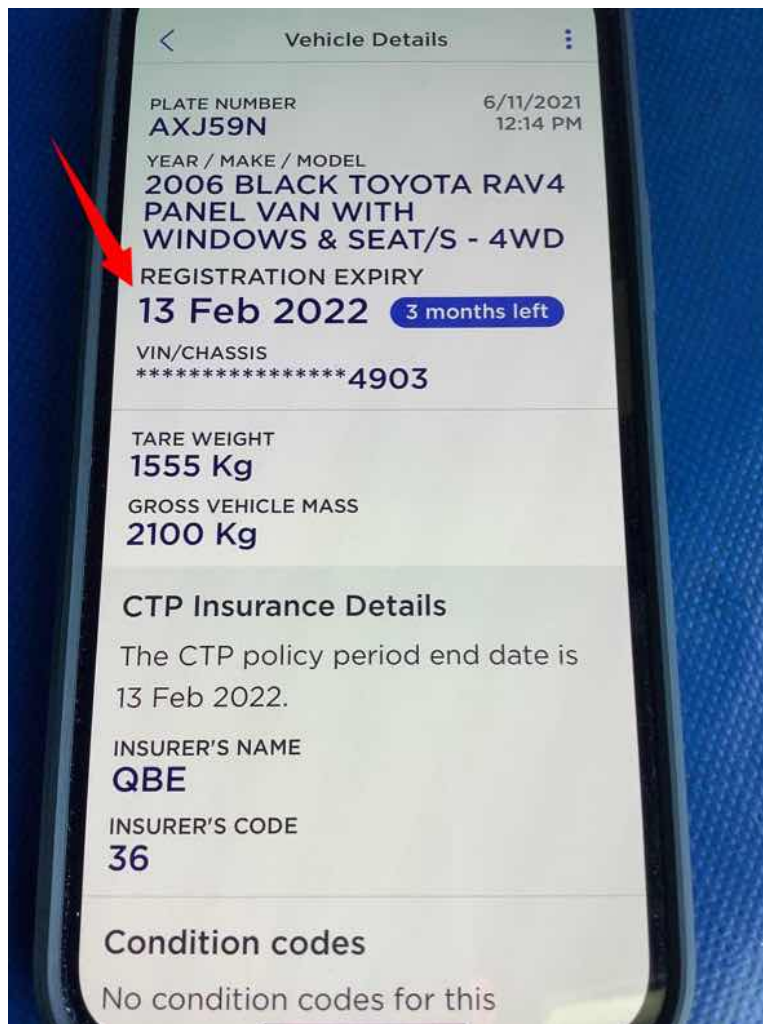 Vehicle Details
PLATE NUMBER
6/11/2021
AXJ59N
12:14 PM
YEAR / MAKE / MODEL
2006 BLACK TOYOTA RAV4
PANEL VAN WITH
WINDOWS & SEAT/S - 4WD
REGISTRATION EXPIRY
13 Feb 2022 3 months left
VIN/CHASSIS
****************4903
TARE WEIGHT
1555 Kg
GROSS VEHICLE MASS
2100 Kg
CTP Insurance Details
The CTP policy period end date is
13 Feb 2022.
INSURER'S NAME
QBE
INSURER'S CODE
36
Condition codes
No condition codes for this